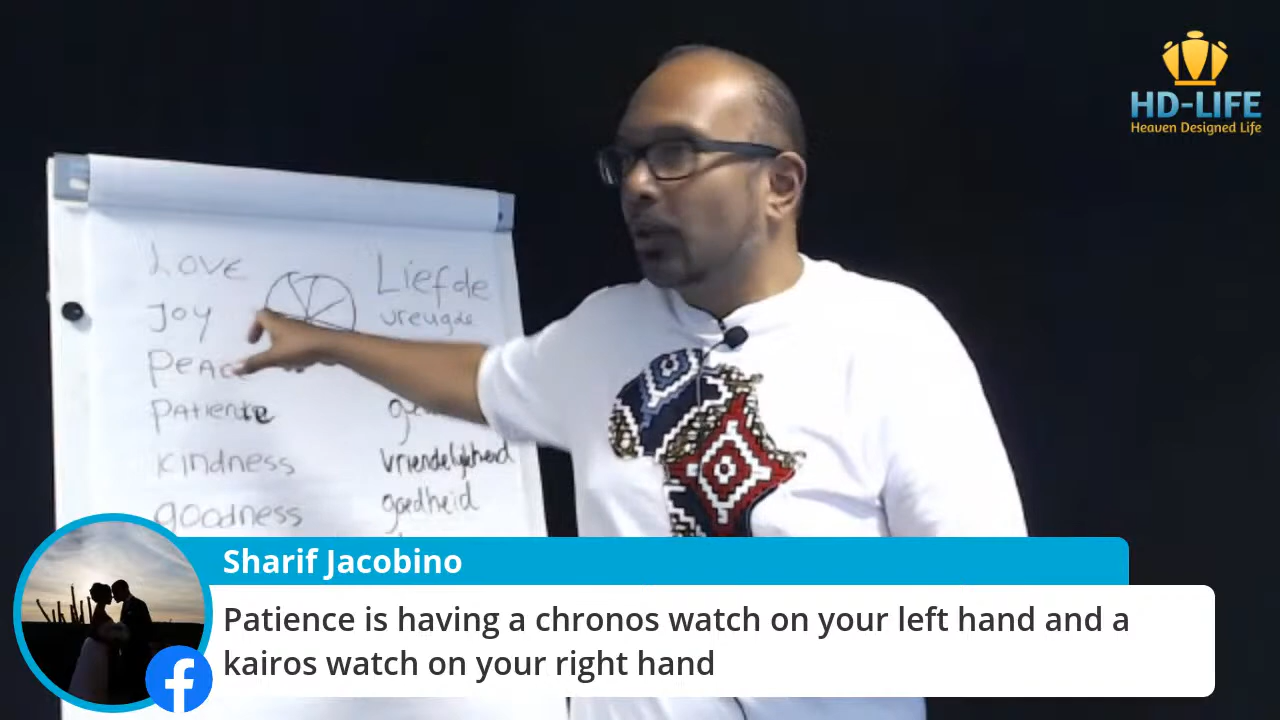 HD-LIFE
Heaven Designed Life
Love
Joy
Peac
Patience
kindness
goodness
Liefde
vreugde
vriendelijkheid
goedheid
Sharif Jacobino
Patience is having a chronos watch on your left hand and a
kairos watch on your right hand